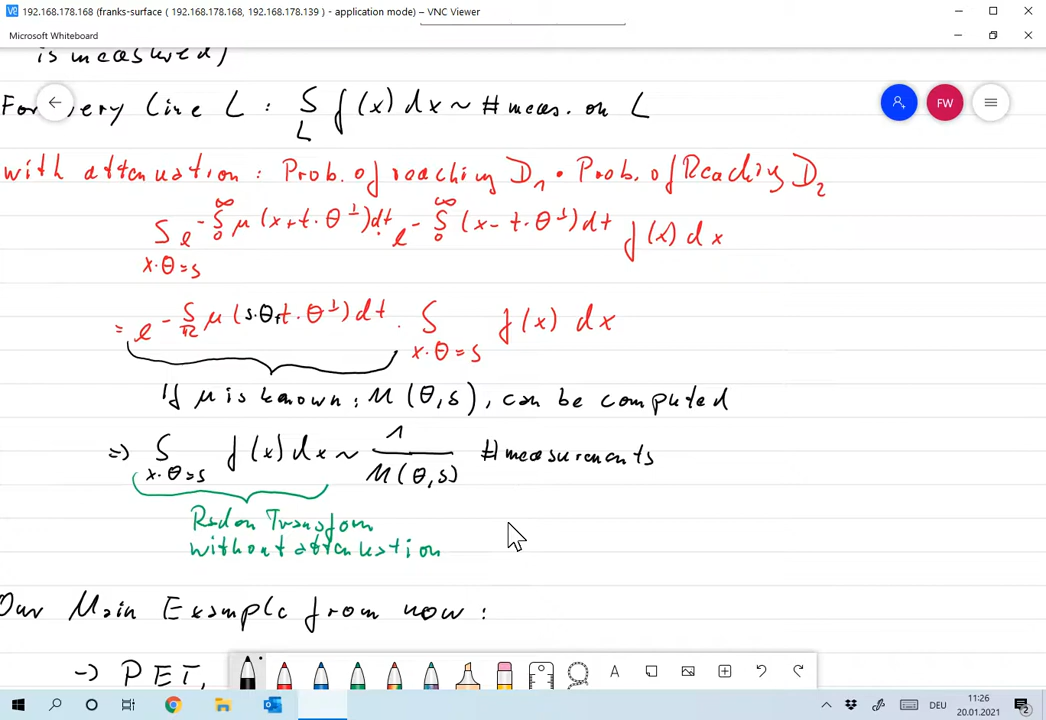 192.168.178.168 (franks-surface ( 192.168.178.168, 192.168.178.139 ) - application mode) – VNC Viewer
Microsoft Whiteboard
is measured)
For every Line L : ∫_L f(x) dx ~ #meas. on L
with attenuation : Prob. of roaching D₁ · Prob. of Reaching D₂
∫_{x·θ=s} e^{-∫_0^∞ μ(x+t·θ^⊥)dt} e^{-∫_0^∞ (x-t·θ^⊥)dt} f(x) dx
= e^{-∫_ℝ μ(s·θ+t·θ^⊥)dt} · ∫_{x·θ=s} f(x) dx
If μ is known : M(θ,s), can be computed
=> ∫_{x·θ=s} f(x) dx ~ 1/M(θ,s) #measurements
Radon Transform
without attenuation
Our Main Example from now :
-> PET,
FW
A
DEU
11:26
20.01.2021
2